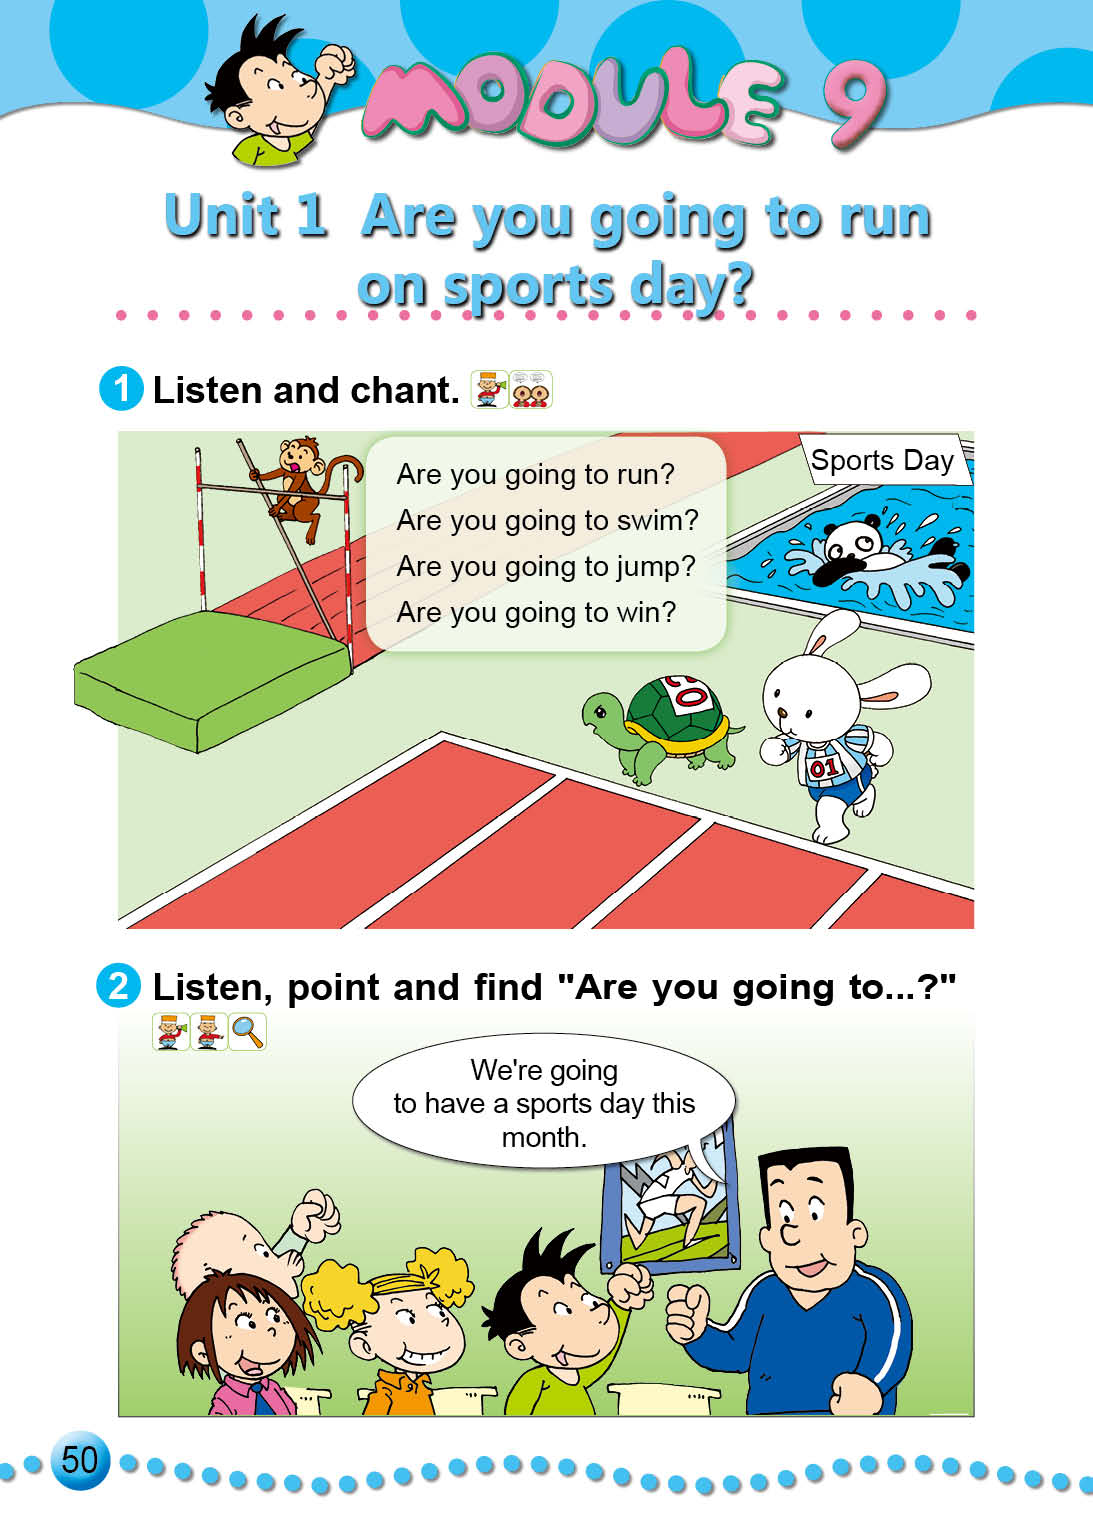 MODULE 9
Unit 1 Are you going to run
on sports day?
1 Listen and chant.
Are you going to run?
Are you going to swim?
Are you going to jump?
Are you going to win?
Sports Day
01
2 Listen, point and find "Are you going to...?"
We're going
to have a sports day this
month.
50